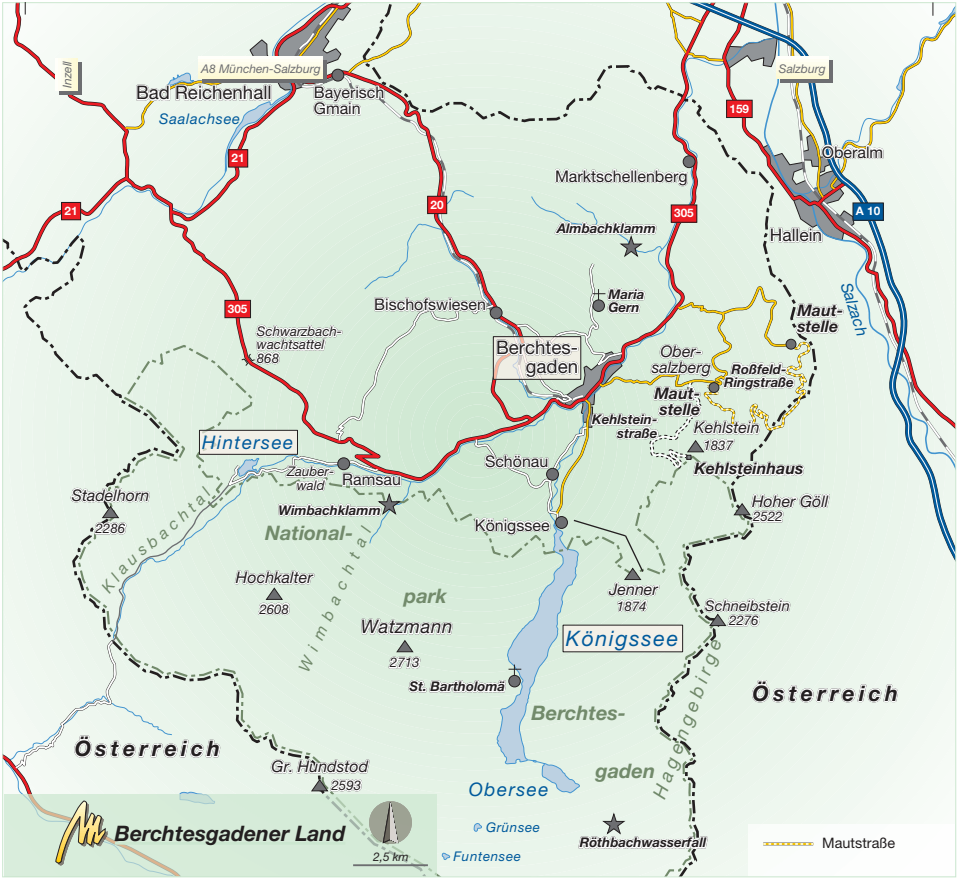 Inzell
A8 München-Salzburg
Salzburg
Bad Reichenhall
Bayerisch
Gmain
Saalachsee
159
21
Oberalm
Marktschellenberg
21
20
305
A 10
Almbachklamm
Hallein
Salzach
Bischofswiesen
Maria
Gern
305
Maut-
stelle
Schwarzbach-
wachtsattel
868
Berchtes-
gaden
Ober-
salzberg
Roßfeld-
Ringstraße
Maut-
stelle
Kehlstein-
straße
Kehlstein
1837
Hintersee
Kehlsteinhaus
Zauber-
wald
Ramsau
Schönau
Stadelhorn
2286
Klausbachtal
Wimbachklamm
Hoher Göll
2522
National-
Königssee
Wimbachtal
Hochkalter
2608
park
Jenner
1874
Schneibstein
2276
Watzmann
2713
Königssee
St. Bartholomä
Hagengebirge
Österreich
Berchtes-
Österreich
Gr. Hundstod
2593
gaden
Obersee
Berchtesgadener Land
2,5 km
Grünsee
Funtensee
Röthbachwasserfall
Mautstraße